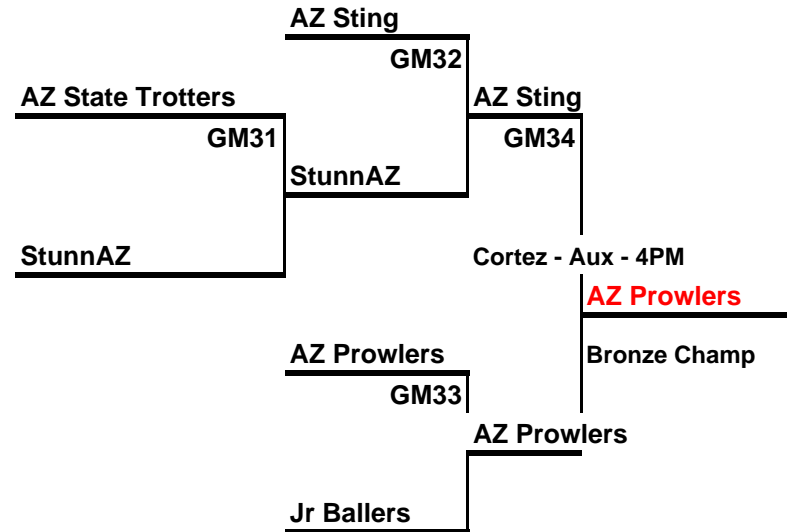 AZ Sting
GM32
AZ State Trotters
AZ Sting
GM31
GM34
StunnAZ
StunnAZ
Cortez - Aux - 4PM
AZ Prowlers
AZ Prowlers
Bronze Champ
GM33
AZ Prowlers
Jr Ballers